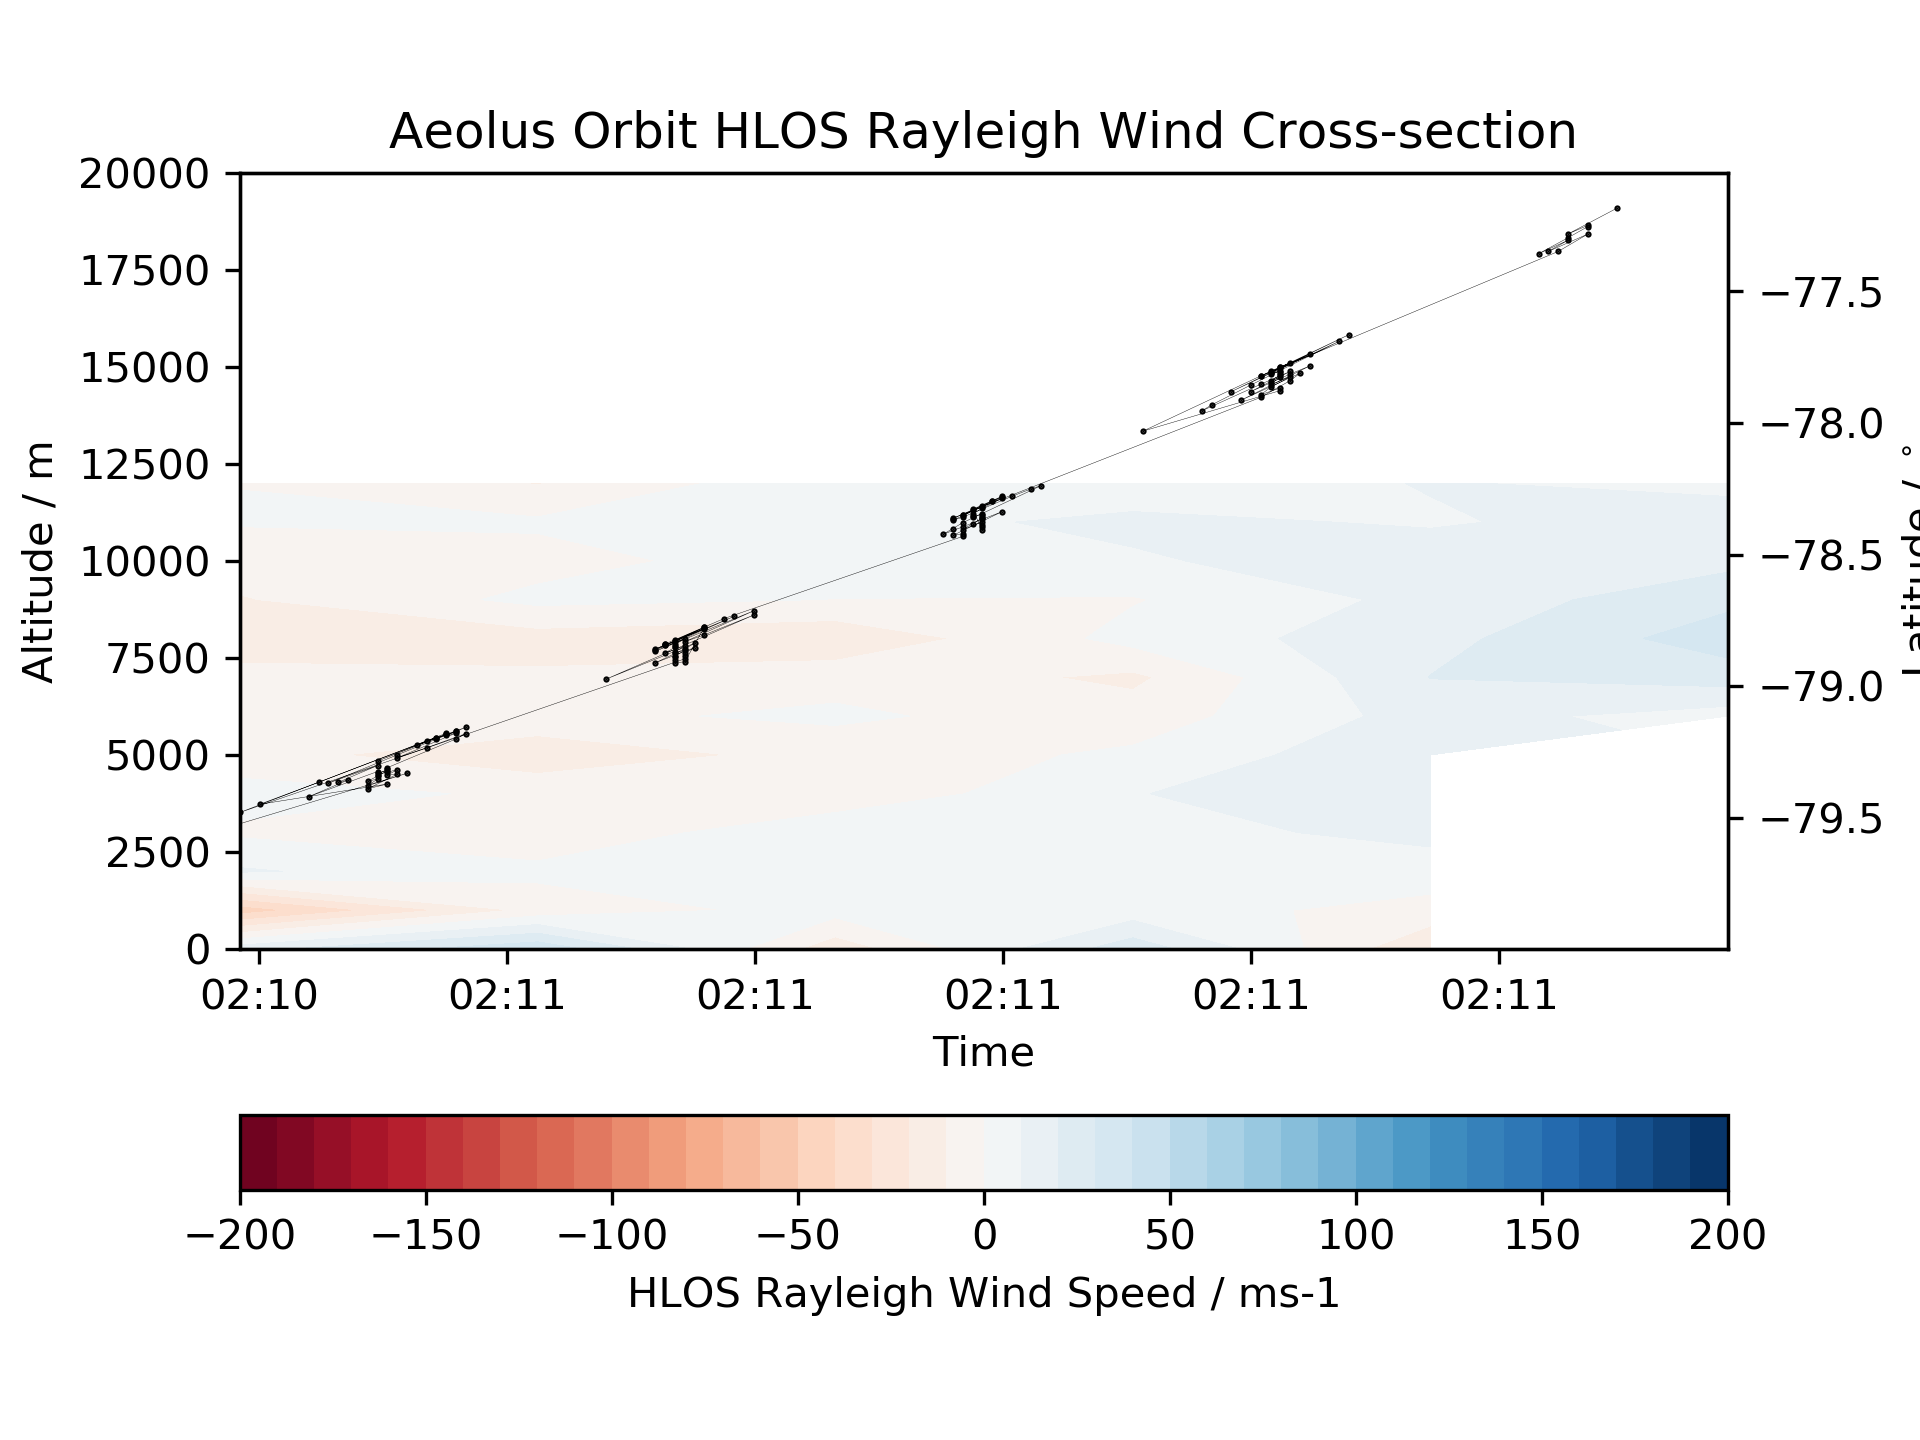 Aeolus Orbit HLOS Rayleigh Wind Cross-section
20000
17500
15000
12500
10000
7500
5000
2500
0
Altitude / m
−77.5
−78.0
−78.5
−79.0
−79.5
Latitude / °
02:10 02:11 02:11 02:11 02:11 02:11
Time
−200 −150 −100 −50 0 50 100 150 200
HLOS Rayleigh Wind Speed / ms-1